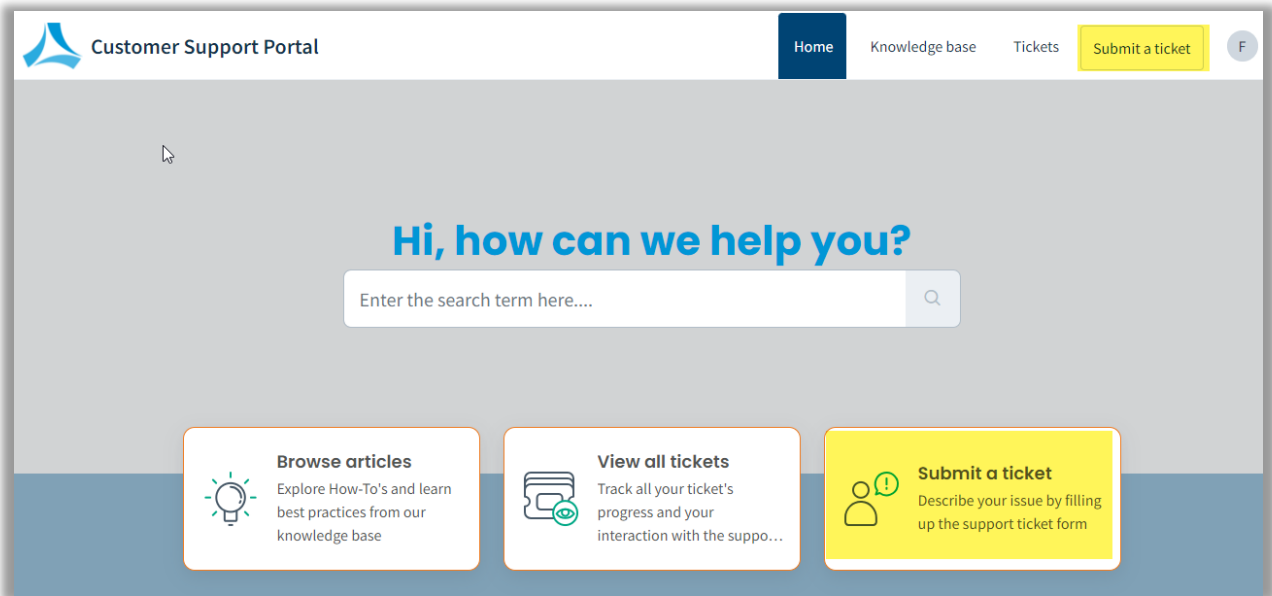 Customer Support Portal
Home
Knowledge base
Tickets
Submit a ticket
F
Hi, how can we help you?
Enter the search term here....
Browse articles
Explore How-To's and learn
best practices from our
knowledge base
View all tickets
Track all your ticket's
progress and your
interaction with the suppo...
Submit a ticket
Describe your issue by filling
up the support ticket form